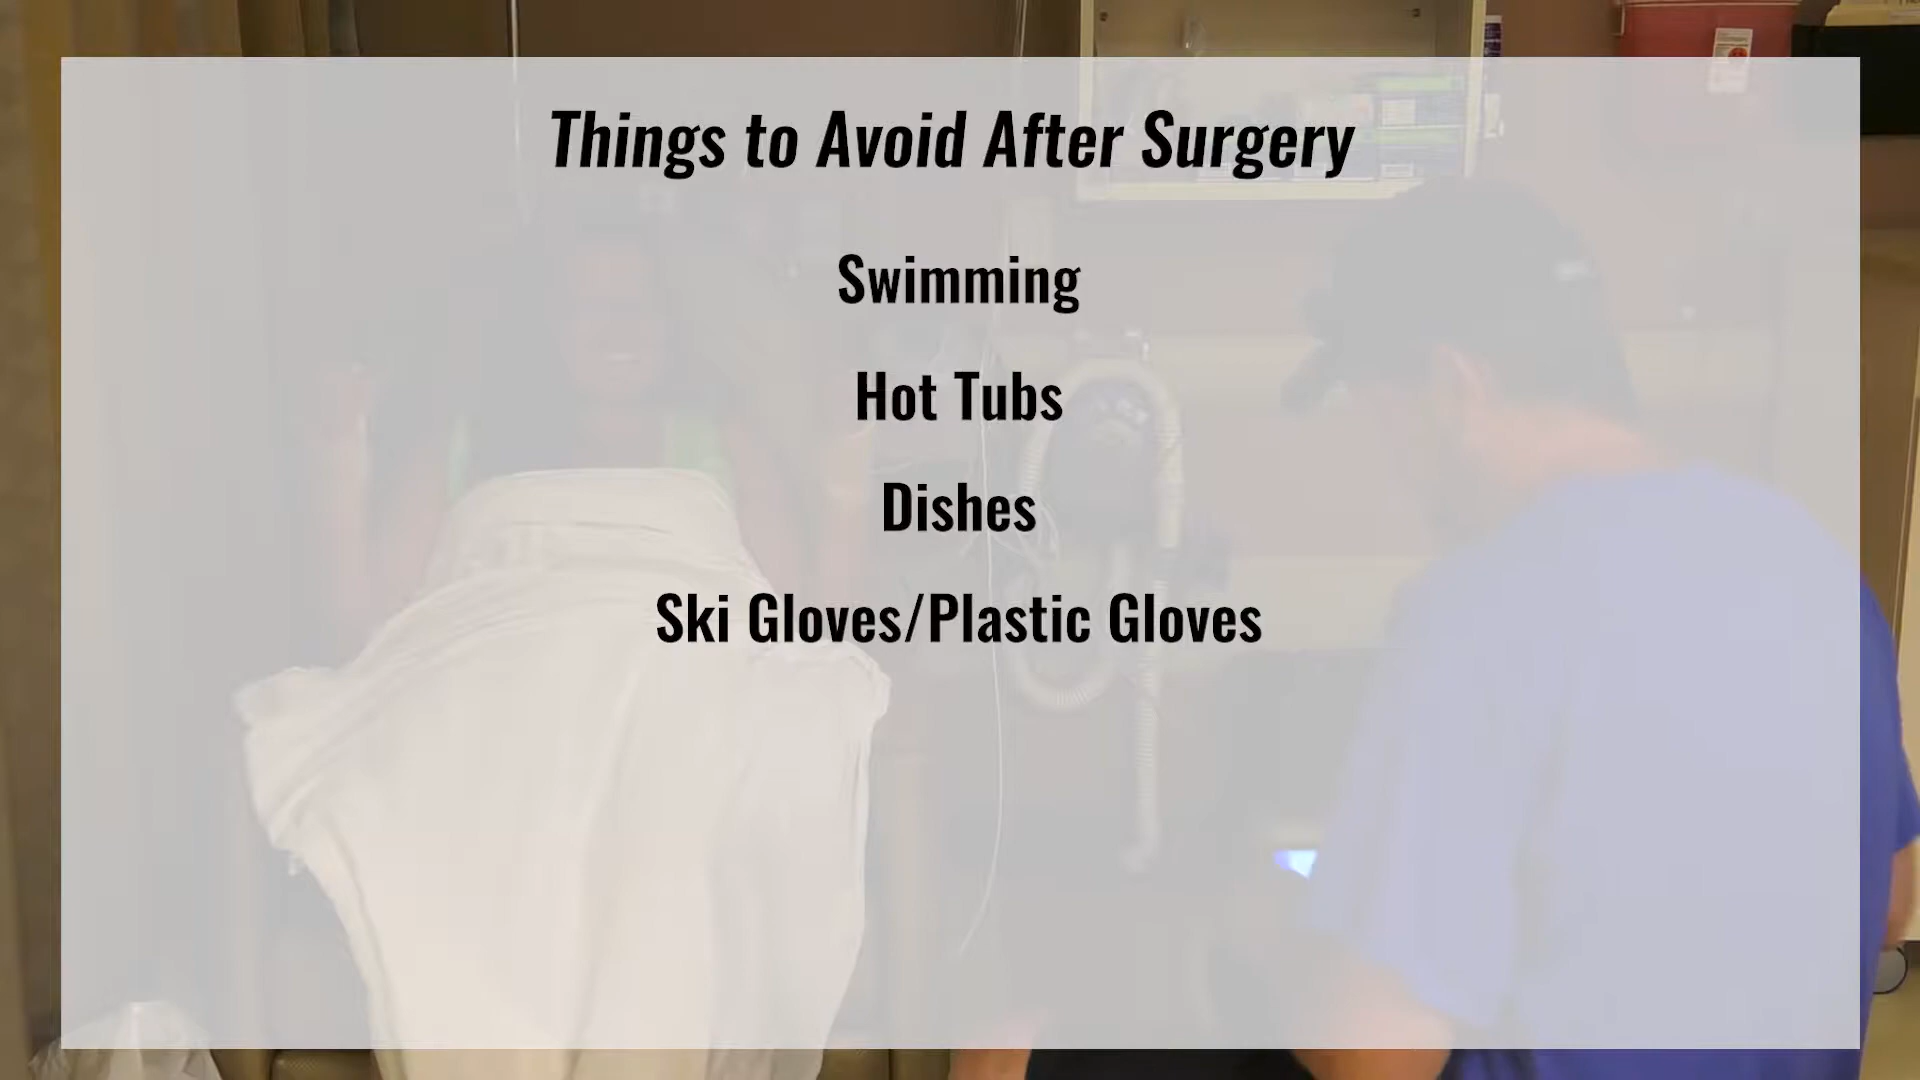 Things to Avoid After Surgery
Swimming
Hot Tubs
Dishes
Ski Gloves/Plastic Gloves